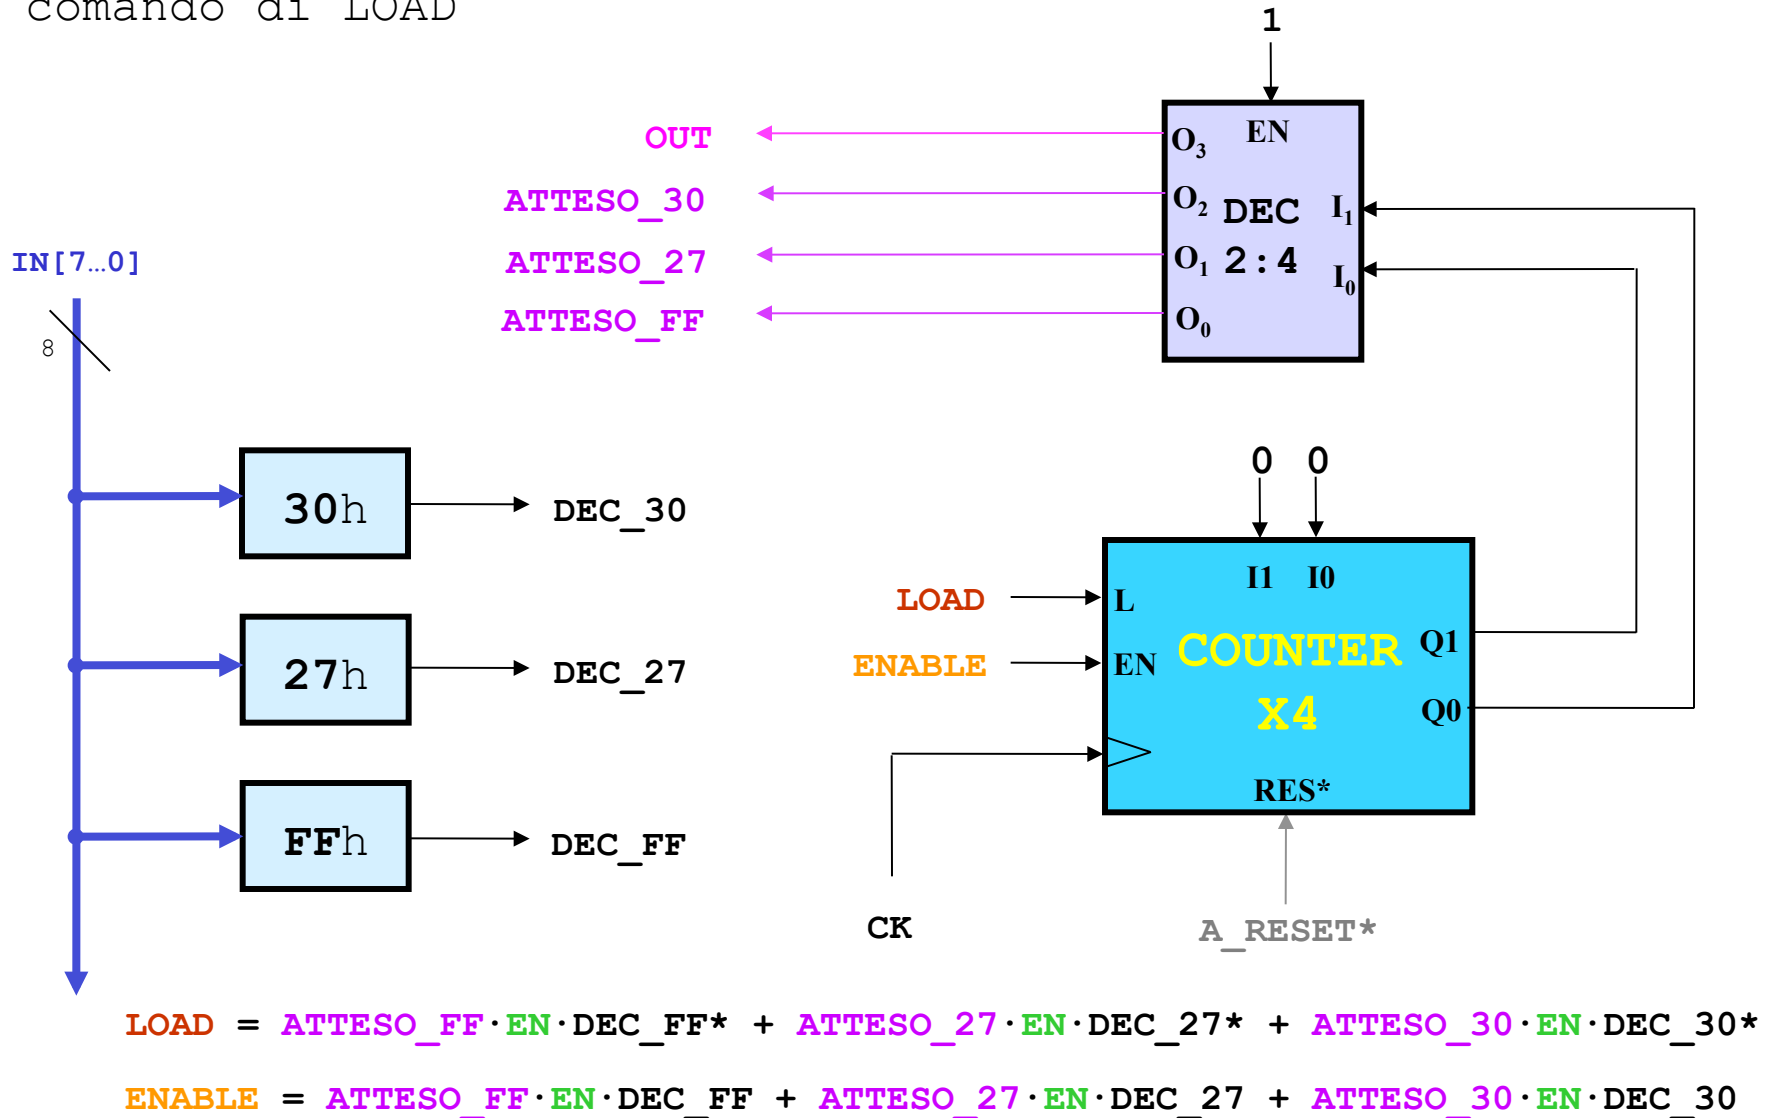 comando di LOAD
1
OUT
O3 EN
ATTESO_30
O2 DEC I1
ATTESO_27
O1 2:4 I0
ATTESO_FF
O0
IN[7…0]
8
30h
DEC_30
27h
DEC_27
FFh
DEC_FF
0 0
I1 I0
LOAD
L
ENABLE
EN
COUNTER
X4
Q1
Q0
RES*
CK
A_RESET*
LOAD = ATTESO_FF·EN·DEC_FF* + ATTESO_27·EN·DEC_27* + ATTESO_30·EN·DEC_30*
ENABLE = ATTESO_FF·EN·DEC_FF + ATTESO_27·EN·DEC_27 + ATTESO_30·EN·DEC_30